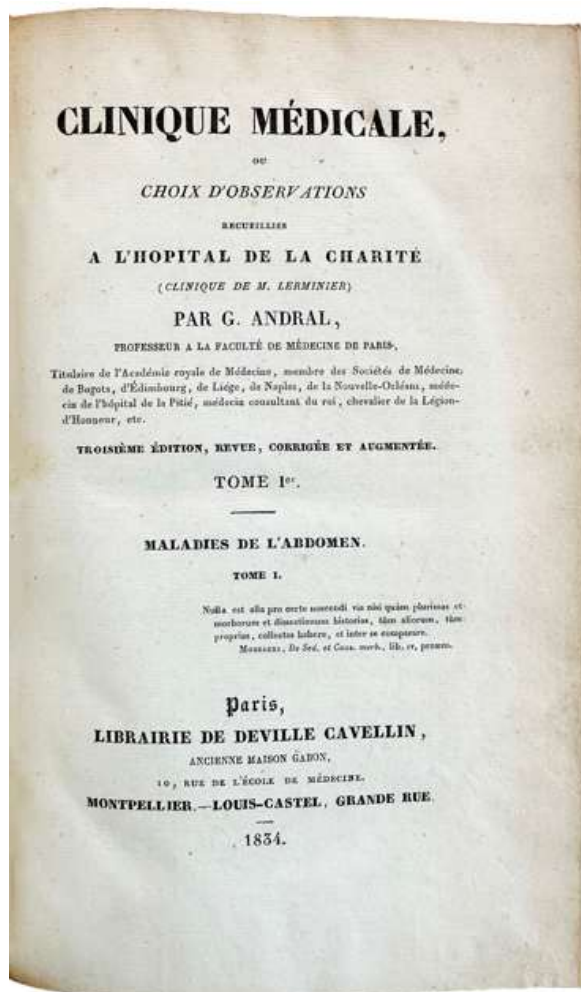 CLINIQUE MÉDICALE,
OU
CHOIX D'OBSERVATIONS
RECUEILLIES
A L'HOPITAL DE LA CHARITÉ
(CLINIQUE DE M. LERMINIER)
PAR G. ANDRAL,
PROFESSEUR A LA FACULTÉ DE MÉDECINE DE PARIS,
Titulaire de l'Académie royale de Médecine, membre des Sociétés de Médecine
de Bogota, d'Édimbourg, de Liége, de Naples, de la Nouvelle-Orléans, méde-
cin de l'hôpital de la Pitié, médecin consultant du roi, chevalier de la Légion-
d'Honneur, etc.
TROISIÈME ÉDITION, REVUE, CORRIGÉE ET AUGMENTÉE.
TOME Ier.
MALADIES DE L'ABDOMEN.
TOME I.
Nulla est alia pro certo noscendi via nisi quàm plurimas et
morborum et dissectionum historias, tùm aliorum, tùm
proprias, collectas habere, et inter se comparare.
MORGAGNI, De Sed. et Caus. morb., lib. IV, proœm.
Paris,
LIBRAIRIE DE DEVILLE CAVELLIN,
ANCIENNE MAISON GABON,
10, RUE DE L'ÉCOLE DE MÉDECINE.
MONTPELLIER.—LOUIS-CASTEL, GRANDE RUE.
1834.